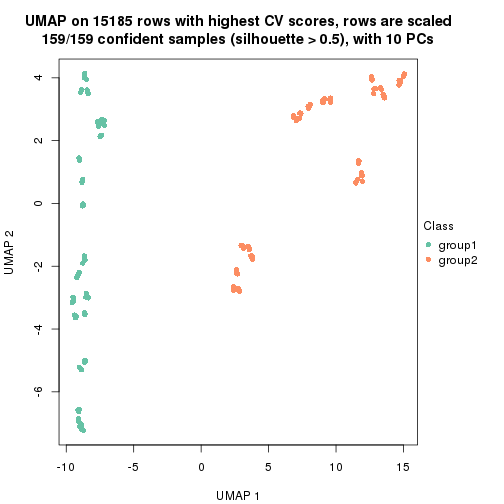 UMAP on 15185 rows with highest CV scores, rows are scaled
159/159 confident samples (silhouette > 0.5), with 10 PCs
4
2
0
-2
-4
-6
UMAP 2
Class
group1
group2
-10 -5 0 5 10 15
UMAP 1